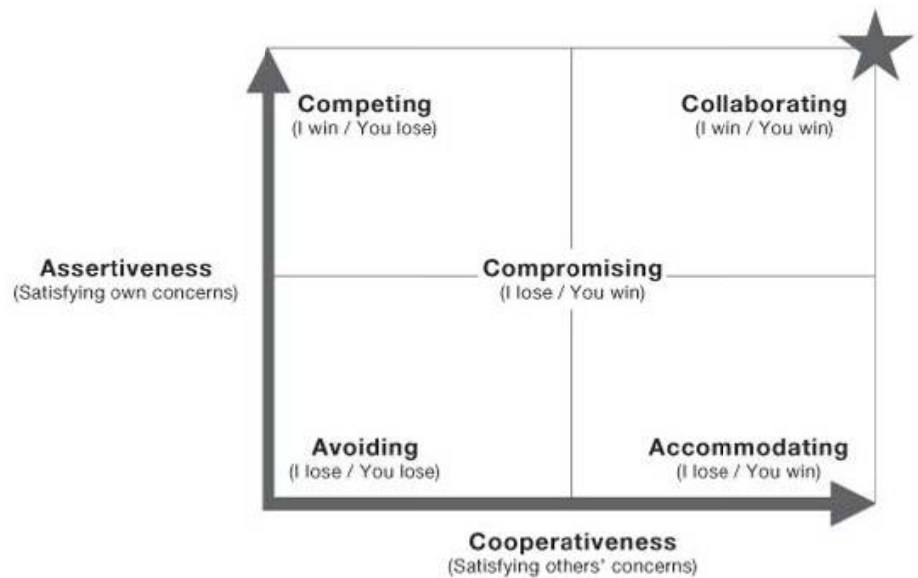 Competing
(I win / You lose)
Collaborating
(I win / You win)
Assertiveness
(Satisfying own concerns)
Compromising
(I lose / You win)
Avoiding
(I lose / You lose)
Accommodating
(I lose / You win)
Cooperativeness
(Satisfying others' concerns)